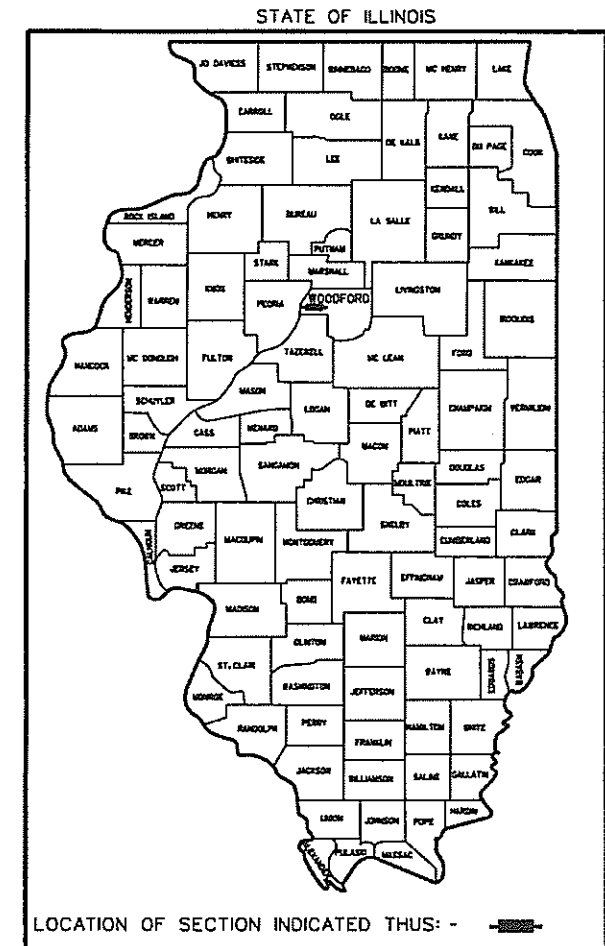 STATE OF ILLINOIS
JO DAVIESS STEPHENSON WINNEBAGO BOONE MC HENRY LAKE
CARROLL OGLE DE KALB KANE DU PAGE COOK
WHITESIDE LEE KENDALL WILL
ROCK ISLAND HENRY BUREAU LA SALLE GRUNDY
MERCER STARK PUTNAM KANKAKEE
HENDERSON WARREN KNOX PEORIA MARSHALL WOODFORD LIVINGSTON IROQUOIS
HANCOCK MC DONOUGH FULTON TAZEWELL MC LEAN FORD
SCHUYLER MASON LOGAN DE WITT CHAMPAIGN VERMILION
ADAMS BROWN CASS MENARD MACON PIATT
PIKE SCOTT MORGAN SANGAMON CHRISTIAN MOULTRIE DOUGLAS EDGAR
CALHOUN GREENE MACOUPIN MONTGOMERY SHELBY COLES CUMBERLAND CLARK
JERSEY FAYETTE EFFINGHAM JASPER CRAWFORD
MADISON BOND CLAY RICHLAND LAWRENCE
CLINTON MARION
ST. CLAIR WASHINGTON JEFFERSON WAYNE EDWARDS WABASH
MONROE RANDOLPH PERRY FRANKLIN HAMILTON WHITE
JACKSON WILLIAMSON SALINE GALLATIN
UNION JOHNSON POPE HARDIN
ALEXANDER PULASKI MASSAC
LOCATION OF SECTION INDICATED THUS: -